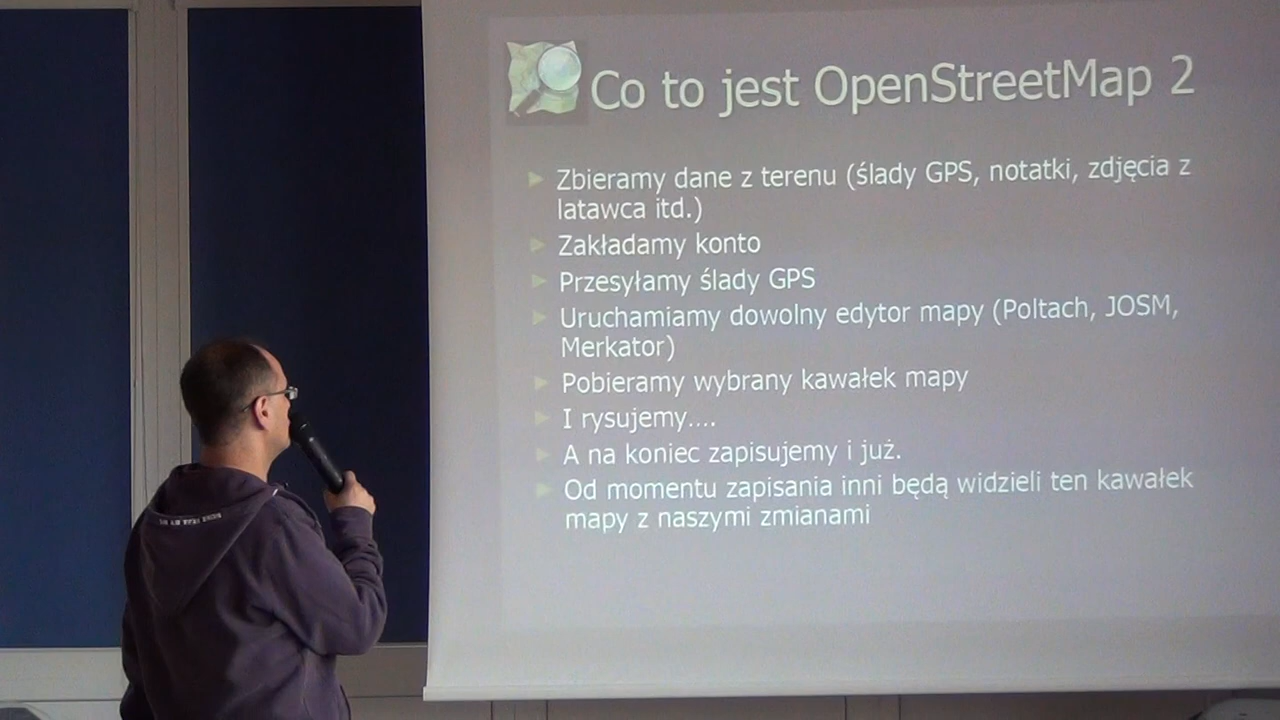 Co to jest OpenStreetMap 2
Zbieramy dane z terenu (ślady GPS, notatki, zdjęcia z
latawca itd.)
Zakładamy konto
Przesyłamy ślady GPS
Uruchamiamy dowolny edytor mapy (Poltach, JOSM,
Merkator)
Pobieramy wybrany kawałek mapy
I rysujemy....
A na koniec zapisujemy i już.
Od momentu zapisania inni będą widzieli ten kawałek
mapy z naszymi zmianami